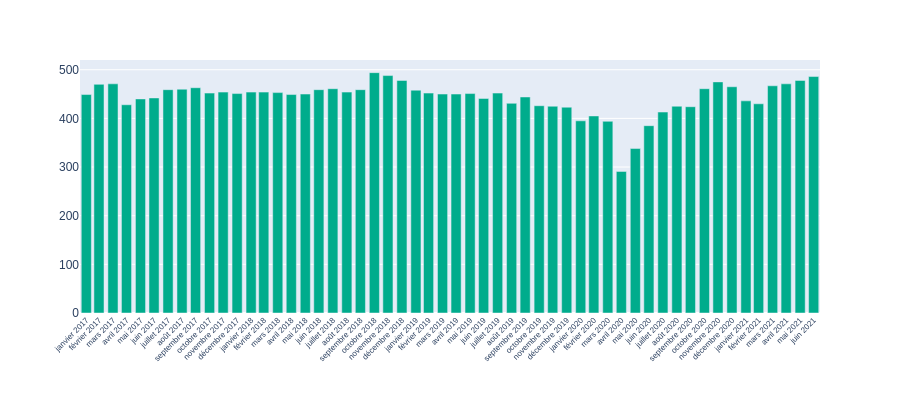 500
400
300
200
100
0
janvier 2017
février 2017
mars 2017
avril 2017
mai 2017
juin 2017
juillet 2017
août 2017
septembre 2017
octobre 2017
novembre 2017
décembre 2017
janvier 2018
février 2018
mars 2018
avril 2018
mai 2018
juin 2018
juillet 2018
août 2018
septembre 2018
octobre 2018
novembre 2018
décembre 2018
janvier 2019
février 2019
mars 2019
avril 2019
mai 2019
juin 2019
juillet 2019
août 2019
septembre 2019
octobre 2019
novembre 2019
décembre 2019
janvier 2020
février 2020
mars 2020
avril 2020
mai 2020
juin 2020
juillet 2020
août 2020
septembre 2020
octobre 2020
novembre 2020
décembre 2020
janvier 2021
février 2021
mars 2021
avril 2021
mai 2021
juin 2021